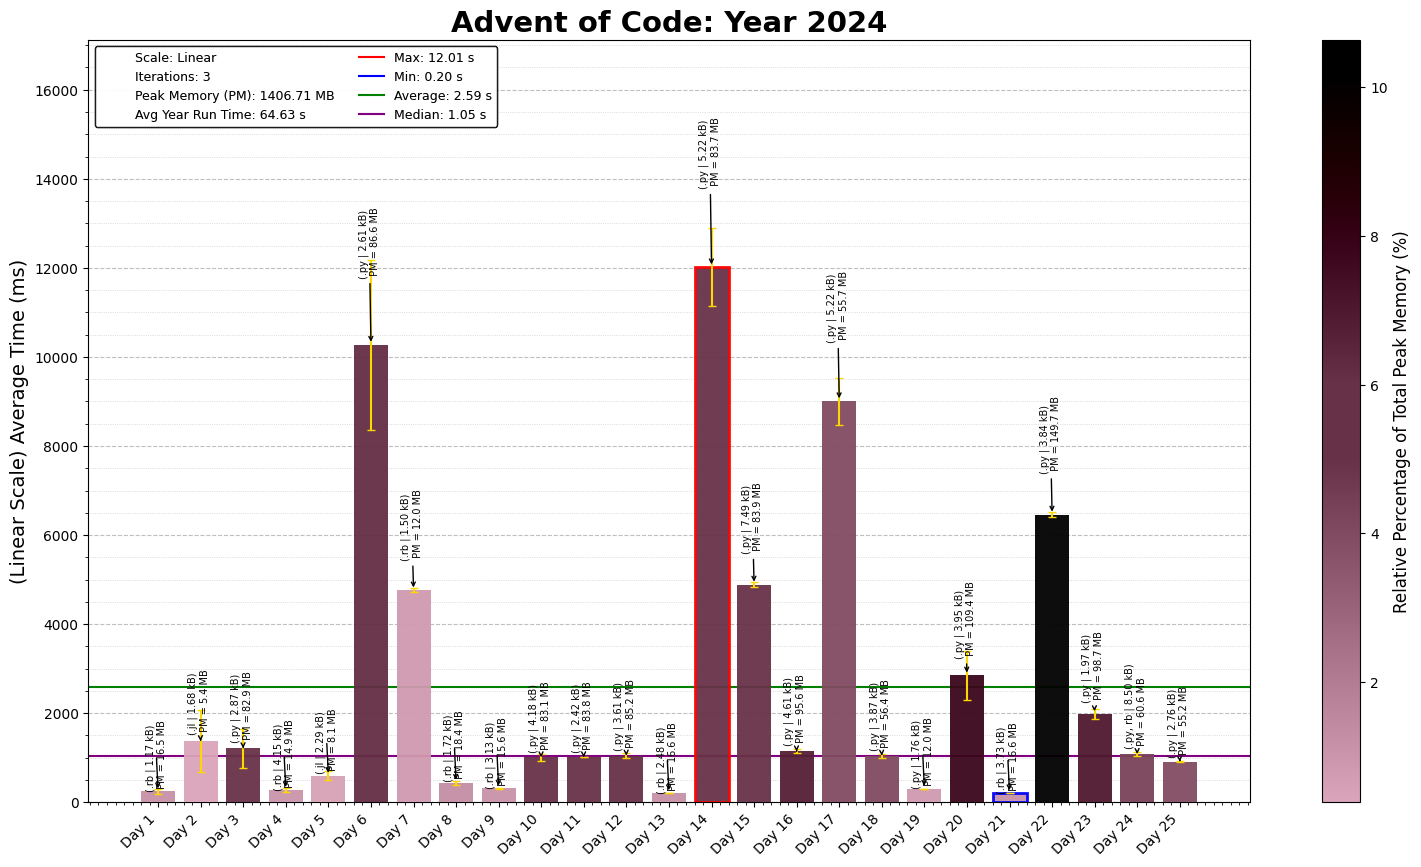 Advent of Code: Year 2024
Scale: Linear
Iterations: 3
Peak Memory (PM): 1406.71 MB
Avg Year Run Time: 64.63 s
Max: 12.01 s
Min: 0.20 s
Average: 2.59 s
Median: 1.05 s
(Linear Scale) Average Time (ms)
16000
14000
12000
10000
8000
6000
4000
2000
0
(.rb | 1.17 kB)
PM = 16.5 MB
(.jl | 1.68 kB)
PM = 5.4 MB
(.py | 2.87 kB)
PM = 82.9 MB
(.rb | 4.15 kB)
PM = 14.9 MB
(.jl | 2.29 kB)
PM = 8.1 MB
(.py | 2.61 kB)
PM = 86.6 MB
(.rb | 1.50 kB)
PM = 12.0 MB
(.rb | 1.72 kB)
PM = 18.4 MB
(.rb | 3.13 kB)
PM = 15.6 MB
(.py | 4.18 kB)
PM = 83.1 MB
(.py | 2.42 kB)
PM = 83.8 MB
(.py | 3.61 kB)
PM = 85.2 MB
(.rb | 2.48 kB)
PM = 15.6 MB
(.py | 5.22 kB)
PM = 83.7 MB
(.py | 7.49 kB)
PM = 83.9 MB
(.py | 4.61 kB)
PM = 95.6 MB
(.py | 5.22 kB)
PM = 55.7 MB
(.py | 3.87 kB)
PM = 56.4 MB
(.py | 1.76 kB)
PM = 12.0 MB
(.py | 3.95 kB)
PM = 109.4 MB
(.rb | 3.73 kB)
PM = 15.6 MB
(.py | 3.84 kB)
PM = 149.7 MB
(.py | 1.97 kB)
PM = 98.7 MB
(.py, rb | 8.50 kB)
PM = 60.6 MB
(.py | 2.76 kB)
PM = 55.2 MB
Day 1
Day 2
Day 3
Day 4
Day 5
Day 6
Day 7
Day 8
Day 9
Day 10
Day 11
Day 12
Day 13
Day 14
Day 15
Day 16
Day 17
Day 18
Day 19
Day 20
Day 21
Day 22
Day 23
Day 24
Day 25
10
8
6
4
2
Relative Percentage of Total Peak Memory (%)